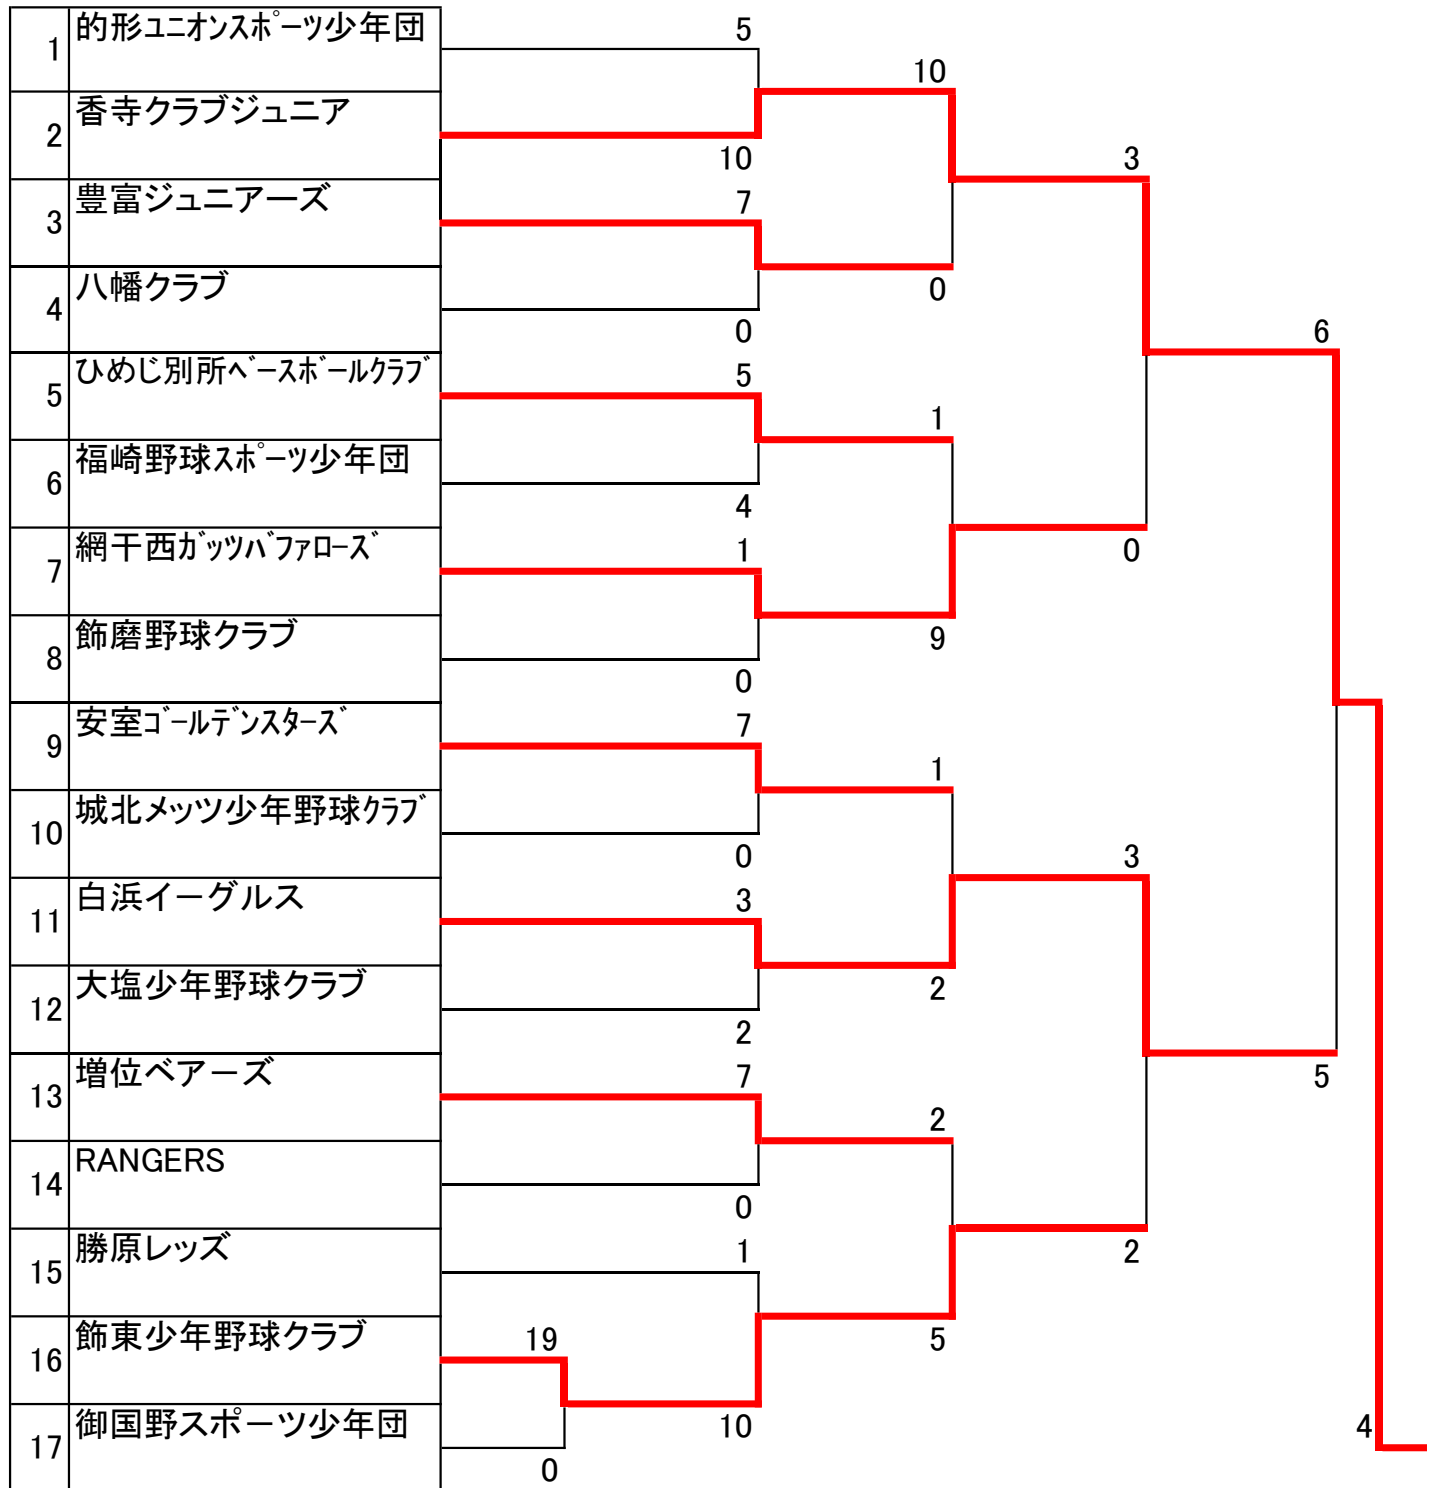 1 的形ﾕﾆｵﾝｽﾎﾟｰﾂ少年団 5
10
2 香寺クラブジュニア 10
3
3 豊富ジュニアーズ 7
0
4 八幡クラブ 0
6
5 ひめじ別所ﾍﾞｰｽﾎﾞｰﾙｸﾗﾌﾞ 5
1
6 福崎野球ｽﾎﾟｰﾂ少年団 4
0
7 網干西ｶﾞｯﾂﾊﾞﾌｧﾛｰｽﾞ 1
9
8 飾磨野球クラブ 0
9 安室ｺﾞｰﾙﾃﾞﾝｽﾀｰｽﾞ 7
1
10 城北メッツ少年野球ｸﾗﾌﾞ 0
3
11 白浜イーグルス 3
2
12 大塩少年野球クラブ 2
5
13 増位ベアーズ 7
2
14 RANGERS 0
2
15 勝原レッズ 1
5
16 飾東少年野球クラブ 19
10
4
17 御国野スポーツ少年団 0